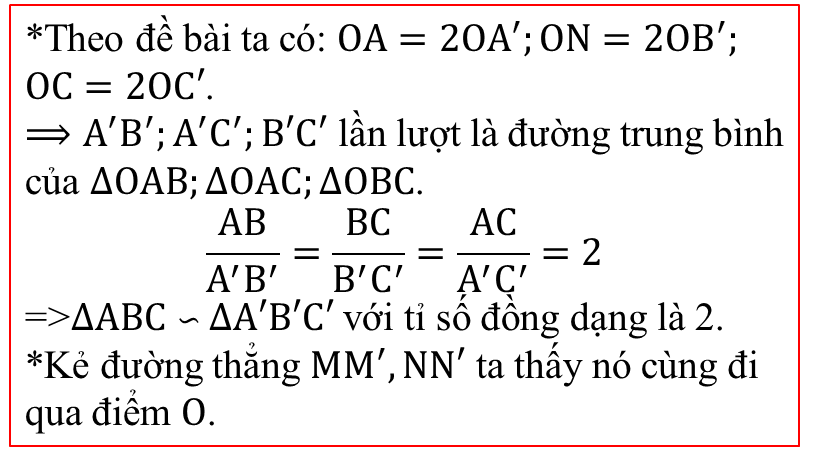 *Theo đề bài ta có: OA = 2OA′; ON = 2OB′;
OC = 2OC′.
⟹ A′B′; A′C′; B′C′ lần lượt là đường trung bình
của ΔOAB; ΔOAC; ΔOBC.
AB/A′B′ = BC/B′C′ = AC/A′C′ = 2
=>ΔABC ∽ ΔA′B′C′ với tỉ số đồng dạng là 2.
*Kẻ đường thẳng MM′, NN′ ta thấy nó cùng đi
qua điểm O.